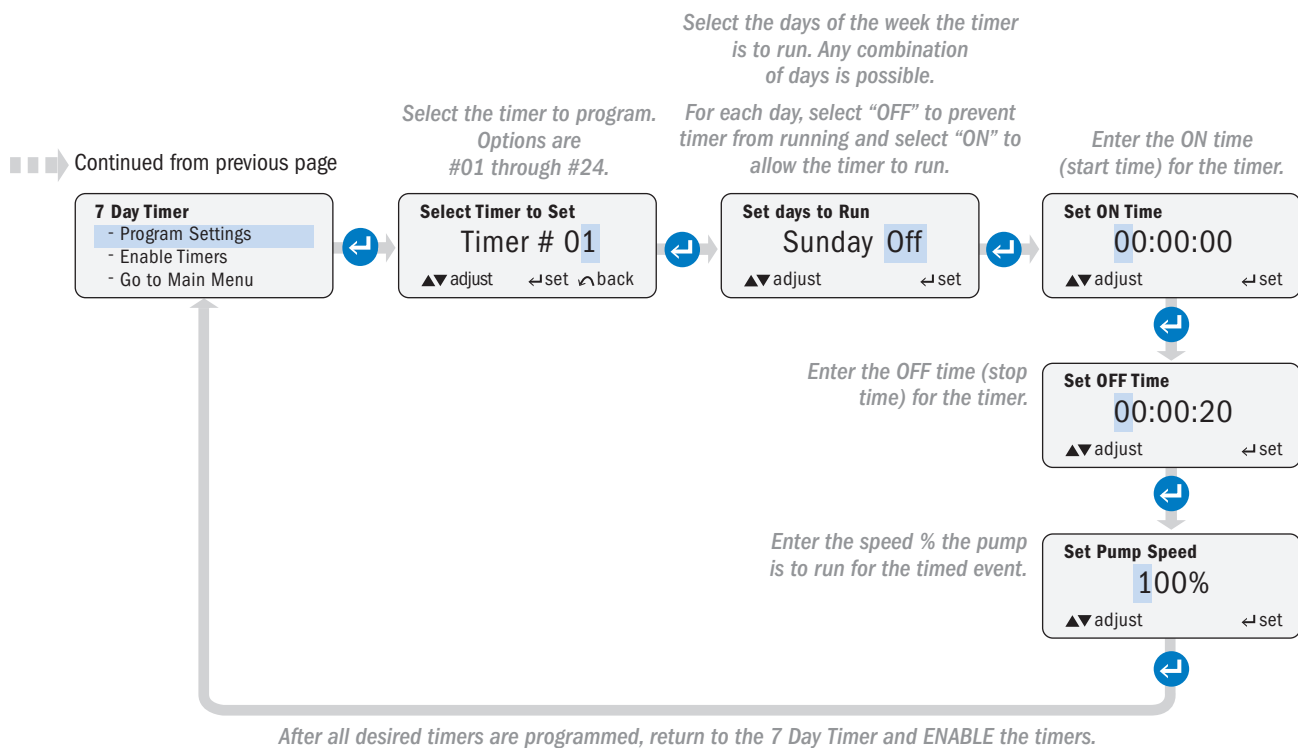 Select the days of the week the timer
is to run. Any combination
of days is possible.
For each day, select “OFF” to prevent
timer from running and select “ON” to
allow the timer to run.
Select the timer to program.
Options are
#01 through #24.
Enter the ON time
(start time) for the timer.
Continued from previous page
7 Day Timer
- Program Settings
- Enable Timers
- Go to Main Menu
Select Timer to Set
Timer # 01
▲▼ adjust ↵ set ↶ back
Set days to Run
Sunday Off
▲▼ adjust ↵ set
Set ON Time
00:00:00
▲▼ adjust ↵ set
Enter the OFF time (stop
time) for the timer.
Set OFF Time
00:00:20
▲▼ adjust ↵ set
Enter the speed % the pump
is to run for the timed event.
Set Pump Speed
100%
▲▼ adjust ↵ set
After all desired timers are programmed, return to the 7 Day Timer and ENABLE the timers.